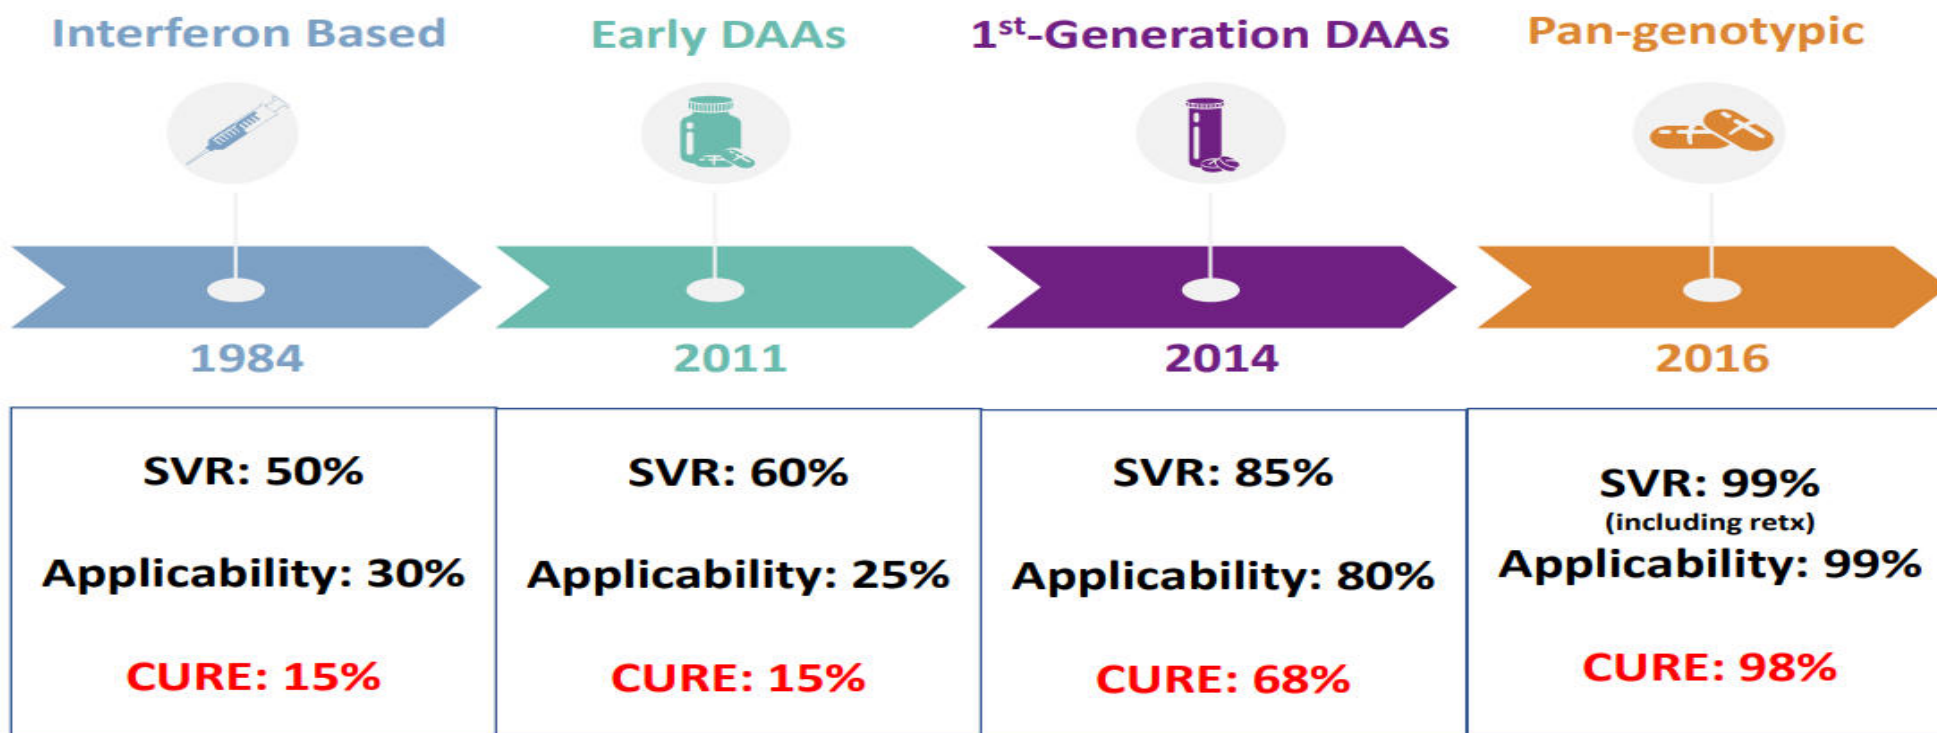 Interferon Based
Early DAAs
1st-Generation DAAs
Pan-genotypic
1984
2011
2014
2016
SVR: 50%
Applicability: 30%
CURE: 15%
SVR: 60%
Applicability: 25%
CURE: 15%
SVR: 85%
Applicability: 80%
CURE: 68%
SVR: 99%
(including retx)
Applicability: 99%
CURE: 98%